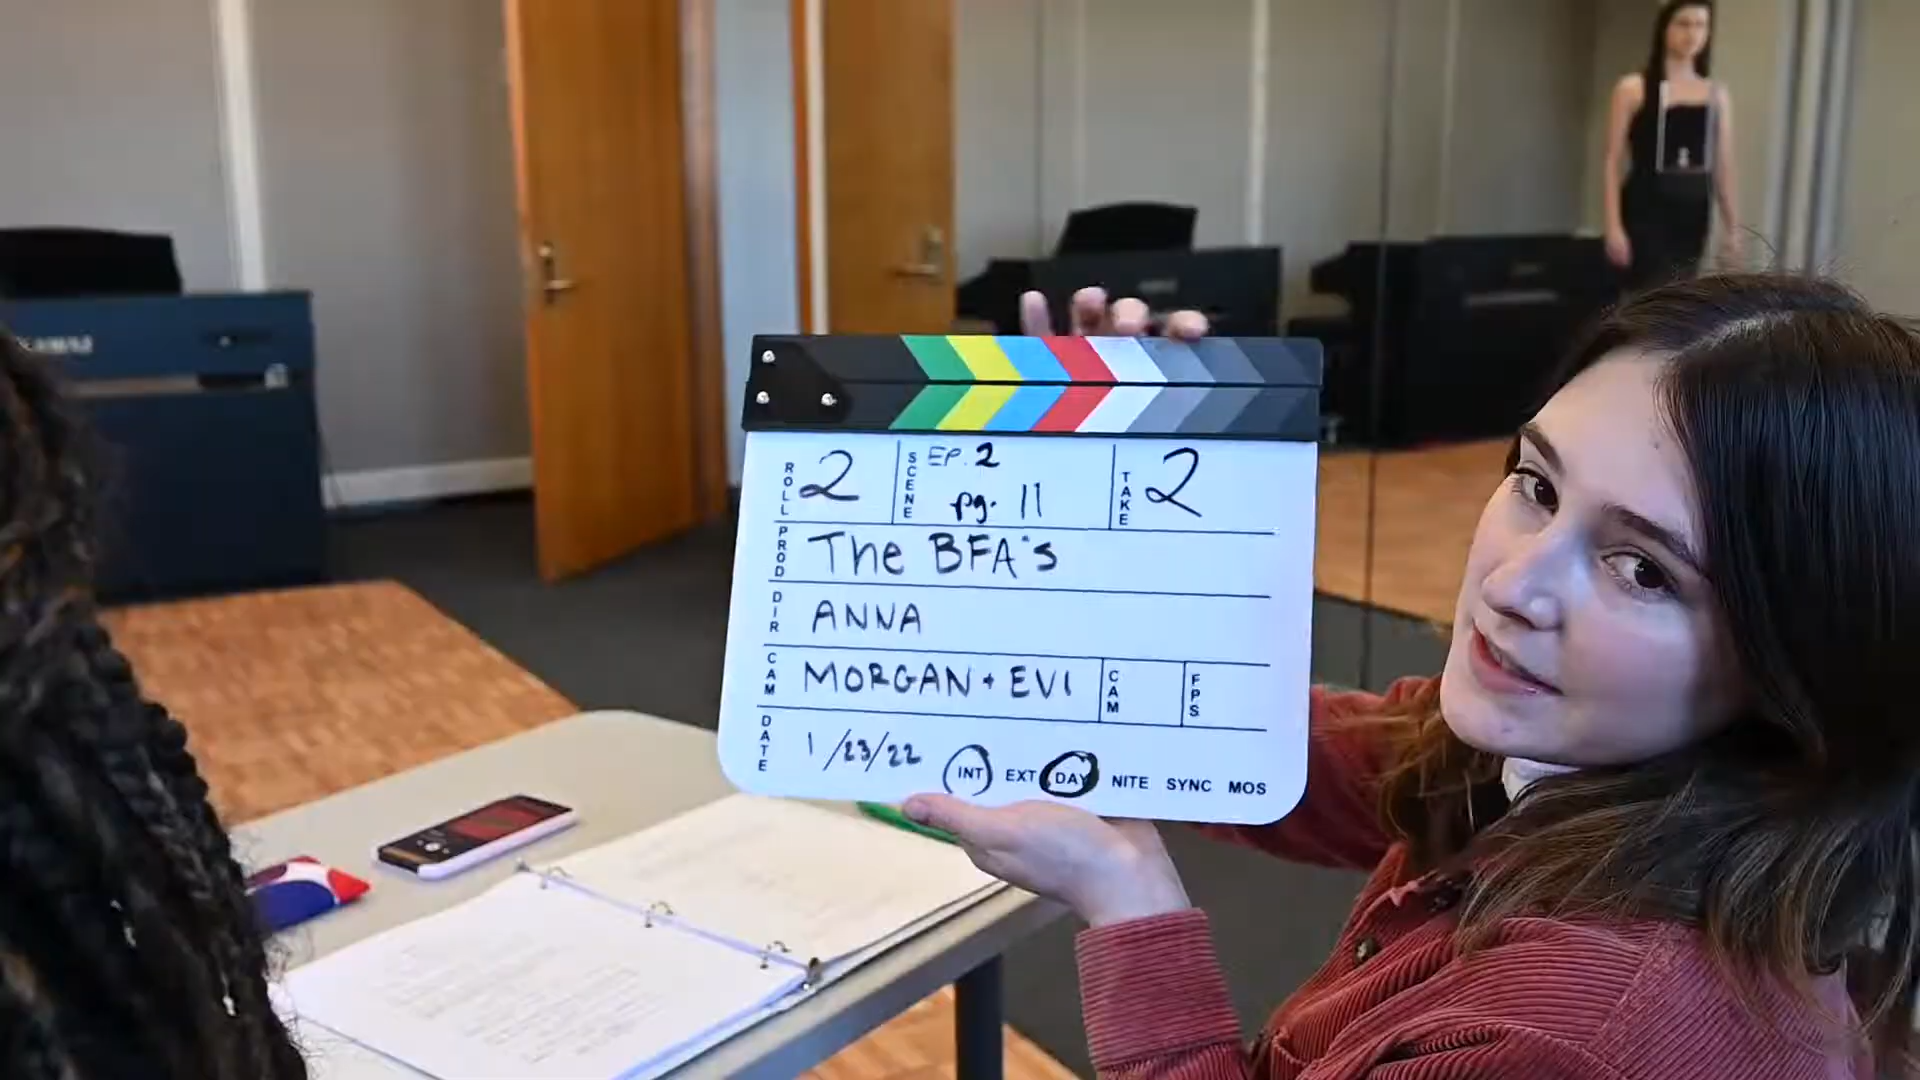 ROLL 2 SCENE EP. 2 TAKE 2
pg. 11
PROD The BFA's
DIR ANNA
CAM MORGAN + EVI CAM FPS
DATE 1/23/22 INT EXT DAY NITE SYNC MOS